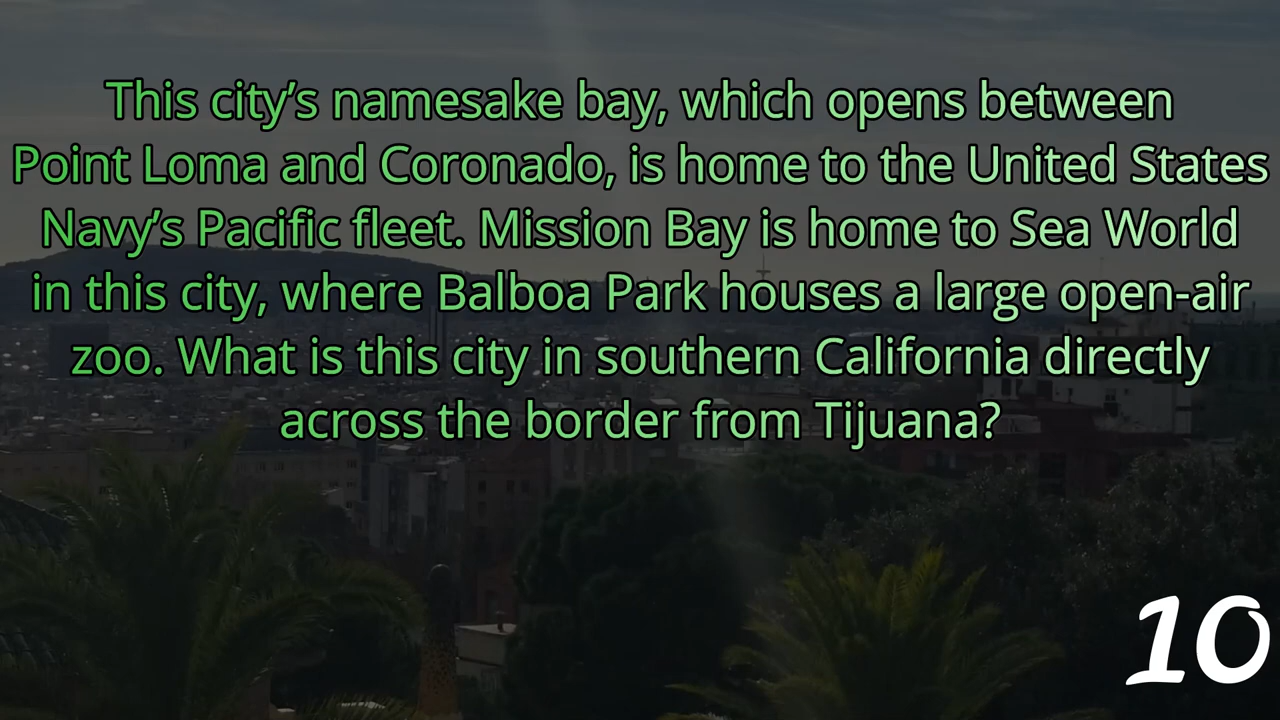 This city’s namesake bay, which opens between
Point Loma and Coronado, is home to the United States
Navy’s Pacific fleet. Mission Bay is home to Sea World
in this city, where Balboa Park houses a large open-air
zoo. What is this city in southern California directly
across the border from Tijuana?
10